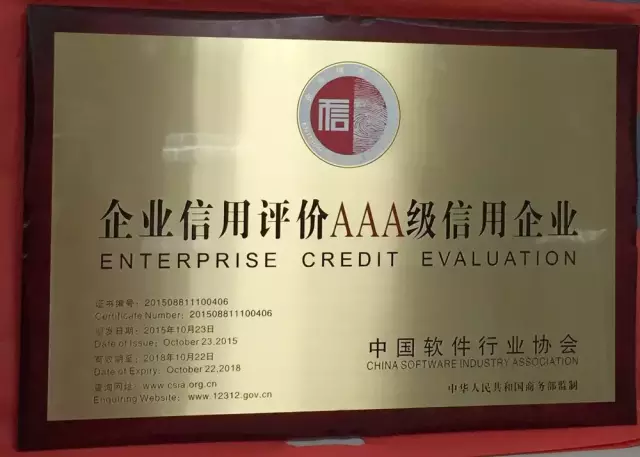 信
企业信用评价AAA级信用企业
ENTERPRISE CREDIT EVALUATION
证书编号：201508811100406
Certificate Number：201508811100406
颁发日期：2015年10月23日
Date of Issue：October 23,2015
有效期至：2018年10月22日
Date of Expiry：October 22,2018
查询网址：www.csia.org.cn
Enquiring Website：www.12312.gov.cn
中国软件行业协会
CHINA SOFTWARE INDUSTRY ASSOCIATION
中华人民共和国商务部监制